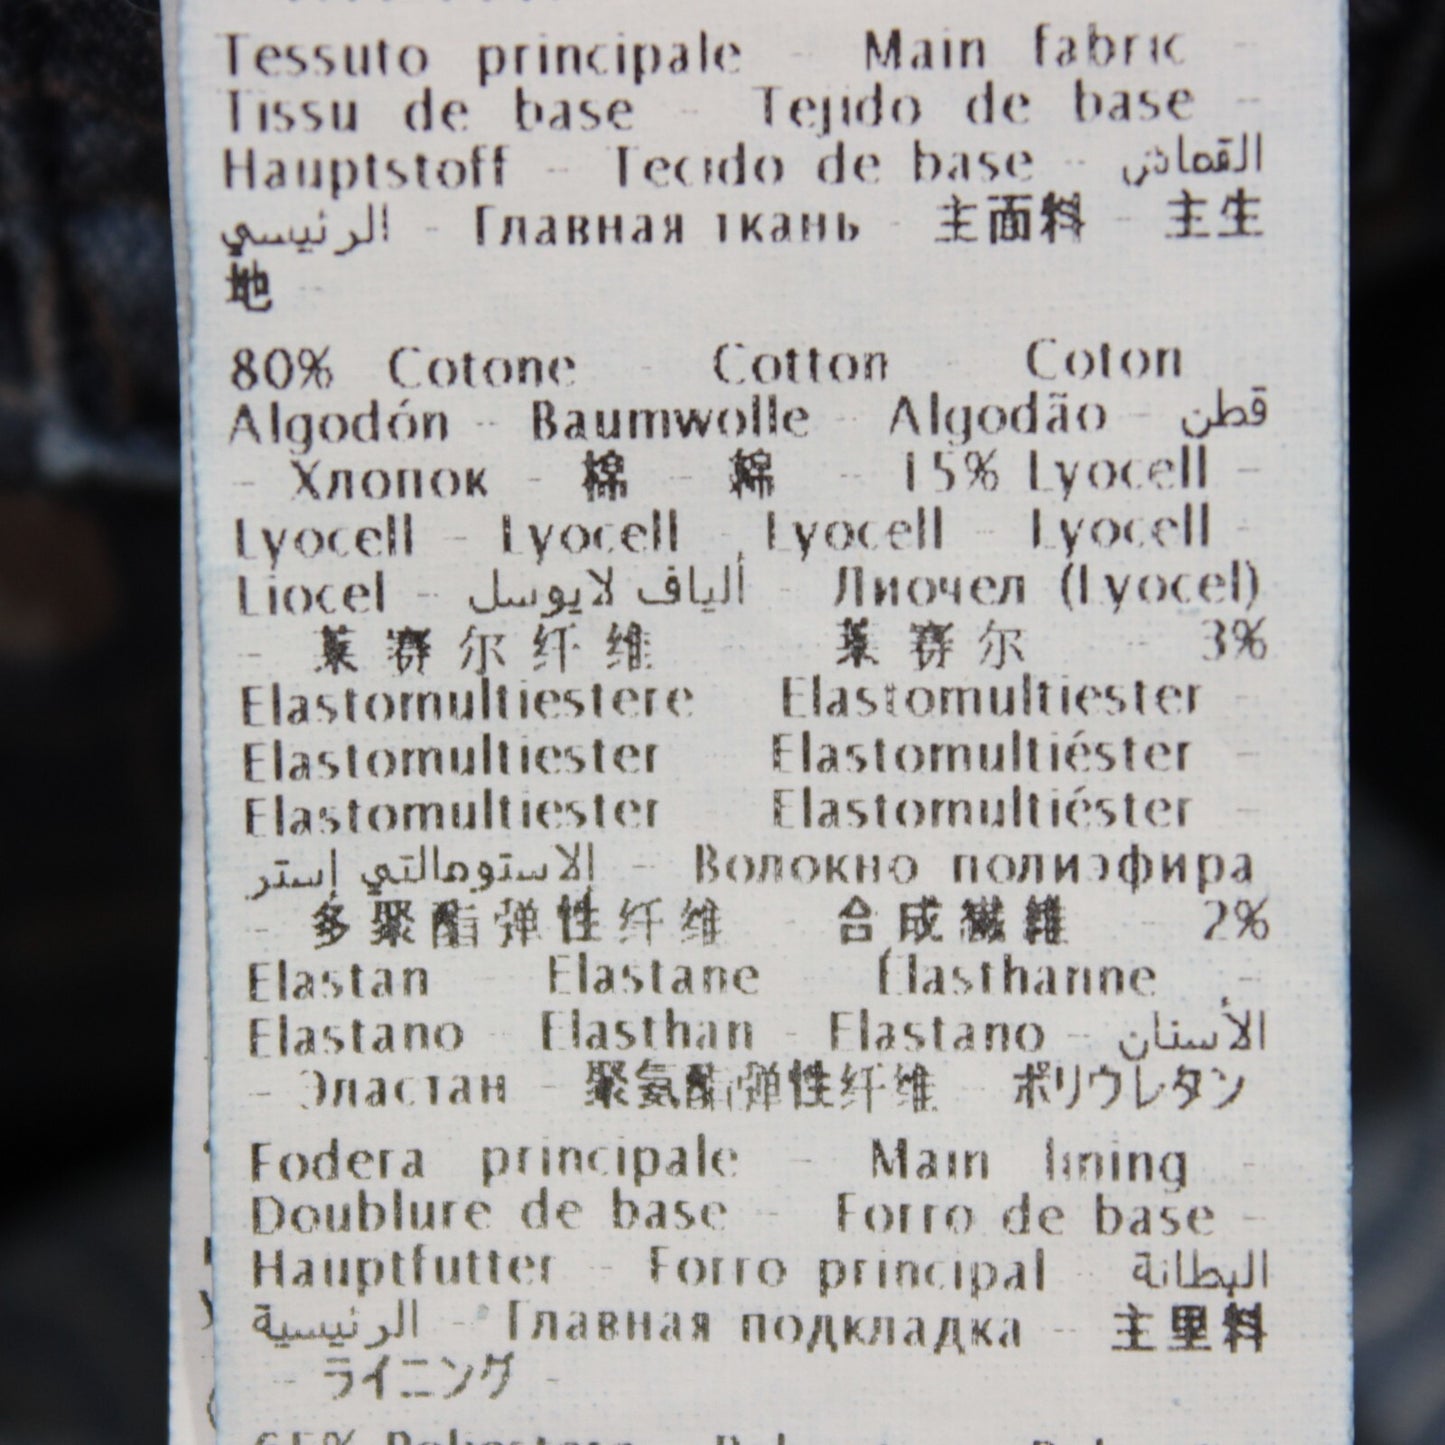 Tessuto principale - Main fabric -
Tissu de base - Tejido de base -
Hauptstoff - Tecido de base - القماش
الرئيسي - Главная ткань - 主面料 - 主生
地
80% Cotone - Cotton - Coton
Algodón - Baumwolle - Algodão - قطن
- Хлопок - 棉 - 綿 - 15% Lyocell -
Lyocell - Lyocell - Lyocell - Lyocell -
Liocel - ألياف لايوسل - Лиочел (Lyocel)
- 莱赛尔纤维 - 莱赛尔 - 3%
Elastomultiestere - Elastomultiester -
Elastomultiester - Elastomultiéster -
Elastomultiester - Elastomultiéster -
الاستومالتي إستر - Волокно полиэфира
- 多聚酯弹性纤维 - 合成繊維 - 2%
Elastan - Elastane - Élasthanne -
Elastano - Elasthan - Elastano - الأسنان
- Эластан - 聚氨酯弹性纤维 - ポリウレタン
Fodera principale - Main lining -
Doublure de base - Forro de base -
Hauptfutter - Forro principal - البطانة
الرئيسية - Главная подкладка - 主里料
- ライニング -